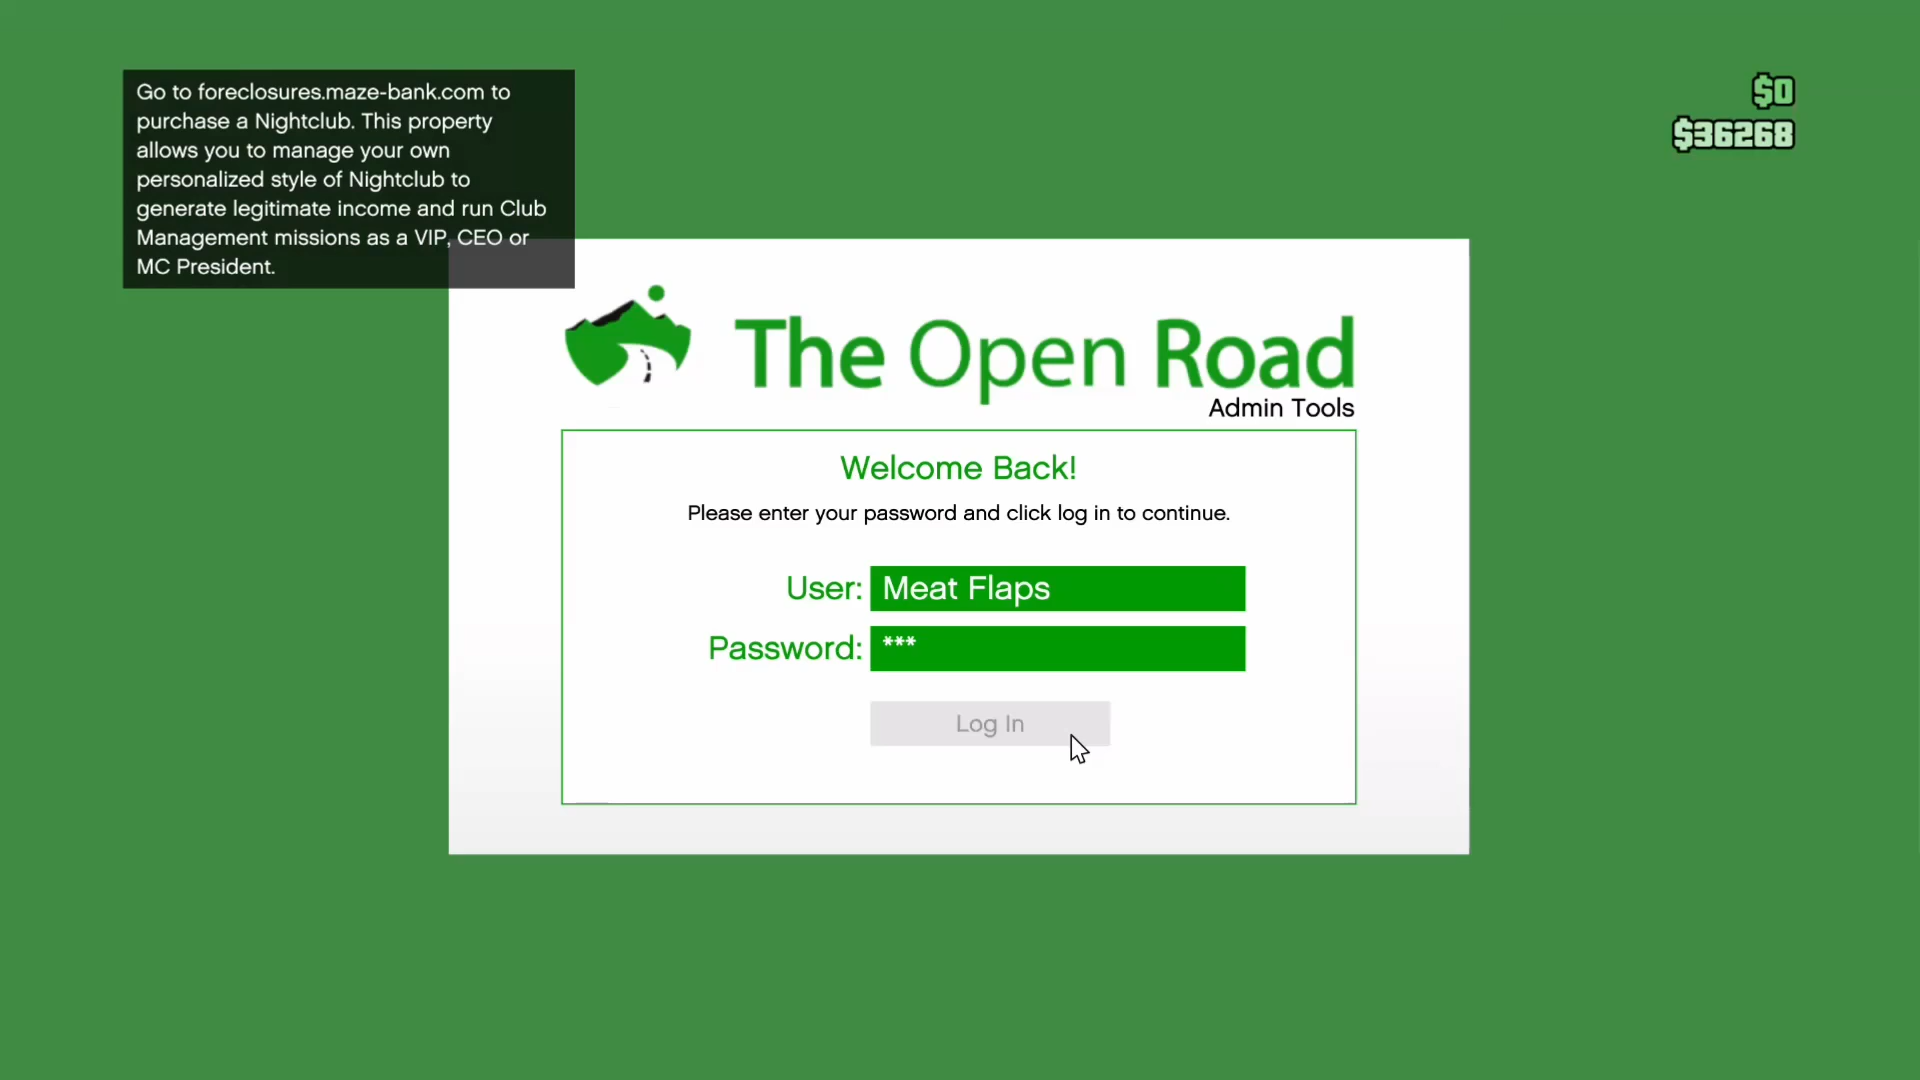 Go to foreclosures.maze-bank.com to
purchase a Nightclub. This property
allows you to manage your own
personalized style of Nightclub to
generate legitimate income and run Club
Management missions as a VIP, CEO or
MC President.
$0
$36268
The Open Road
Admin Tools
Welcome Back!
Please enter your password and click log in to continue.
User: Meat Flaps
Password: ***
Log In